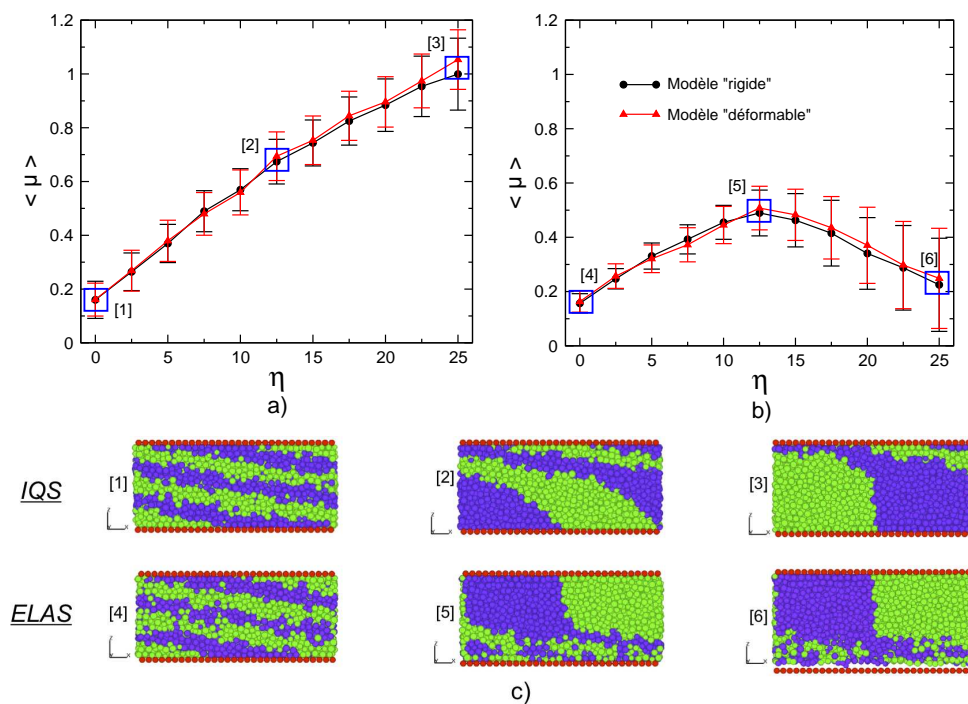 1.2
1
0.8
0.6
0.4
0.2
0
< μ >
[1]
[2]
[3]
0 5 10 15 20 25
η
a)
1.2
1
0.8
0.6
0.4
0.2
0
< μ >
Modèle "rigide"
Modèle "déformable"
[4]
[5]
[6]
0 5 10 15 20 25
η
b)
IQS
[1]
[2]
[3]
ELAS
[4]
[5]
[6]
c)